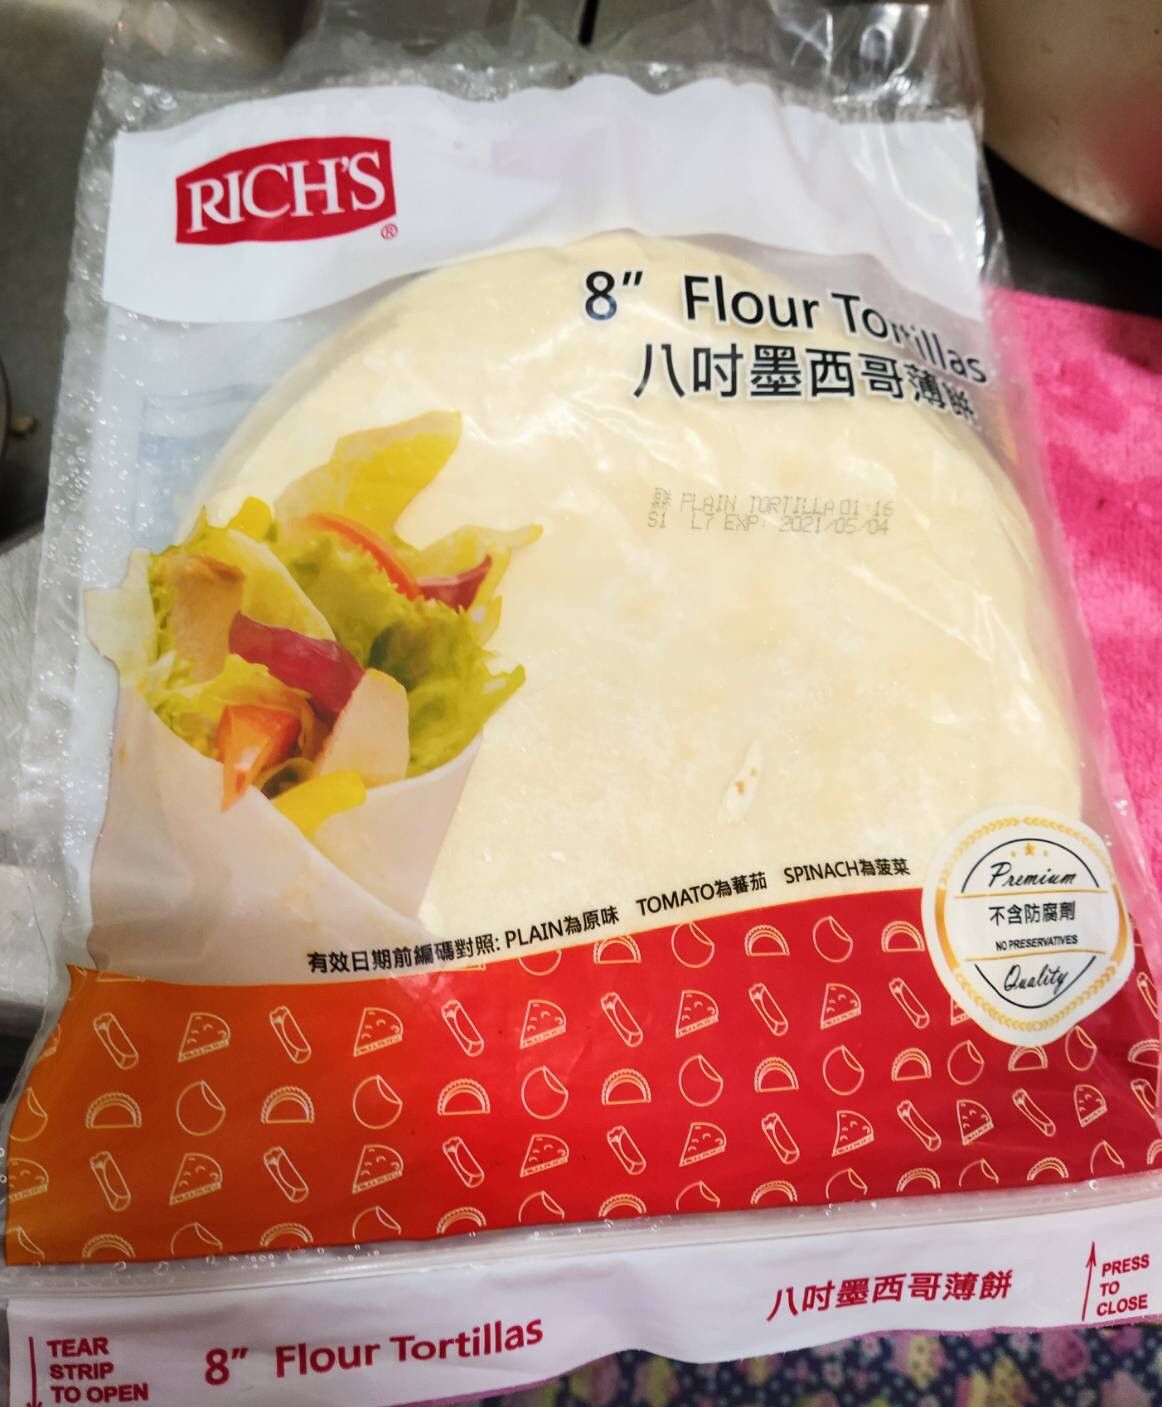 RICH'S
®
8" Flour Tortillas
八吋墨西哥薄餅
PLAIN TORTILLA 01 16
S1 L7 EXP: 2021/05/04
有效日期前編碼對照: PLAIN為原味 TOMATO為蕃茄 SPINACH為菠菜
Premium
不含防腐劑
NO PRESERVATIVES
Quality
TEAR
STRIP
TO OPEN
8" Flour Tortillas
八吋墨西哥薄餅
PRESS
TO
CLOSE